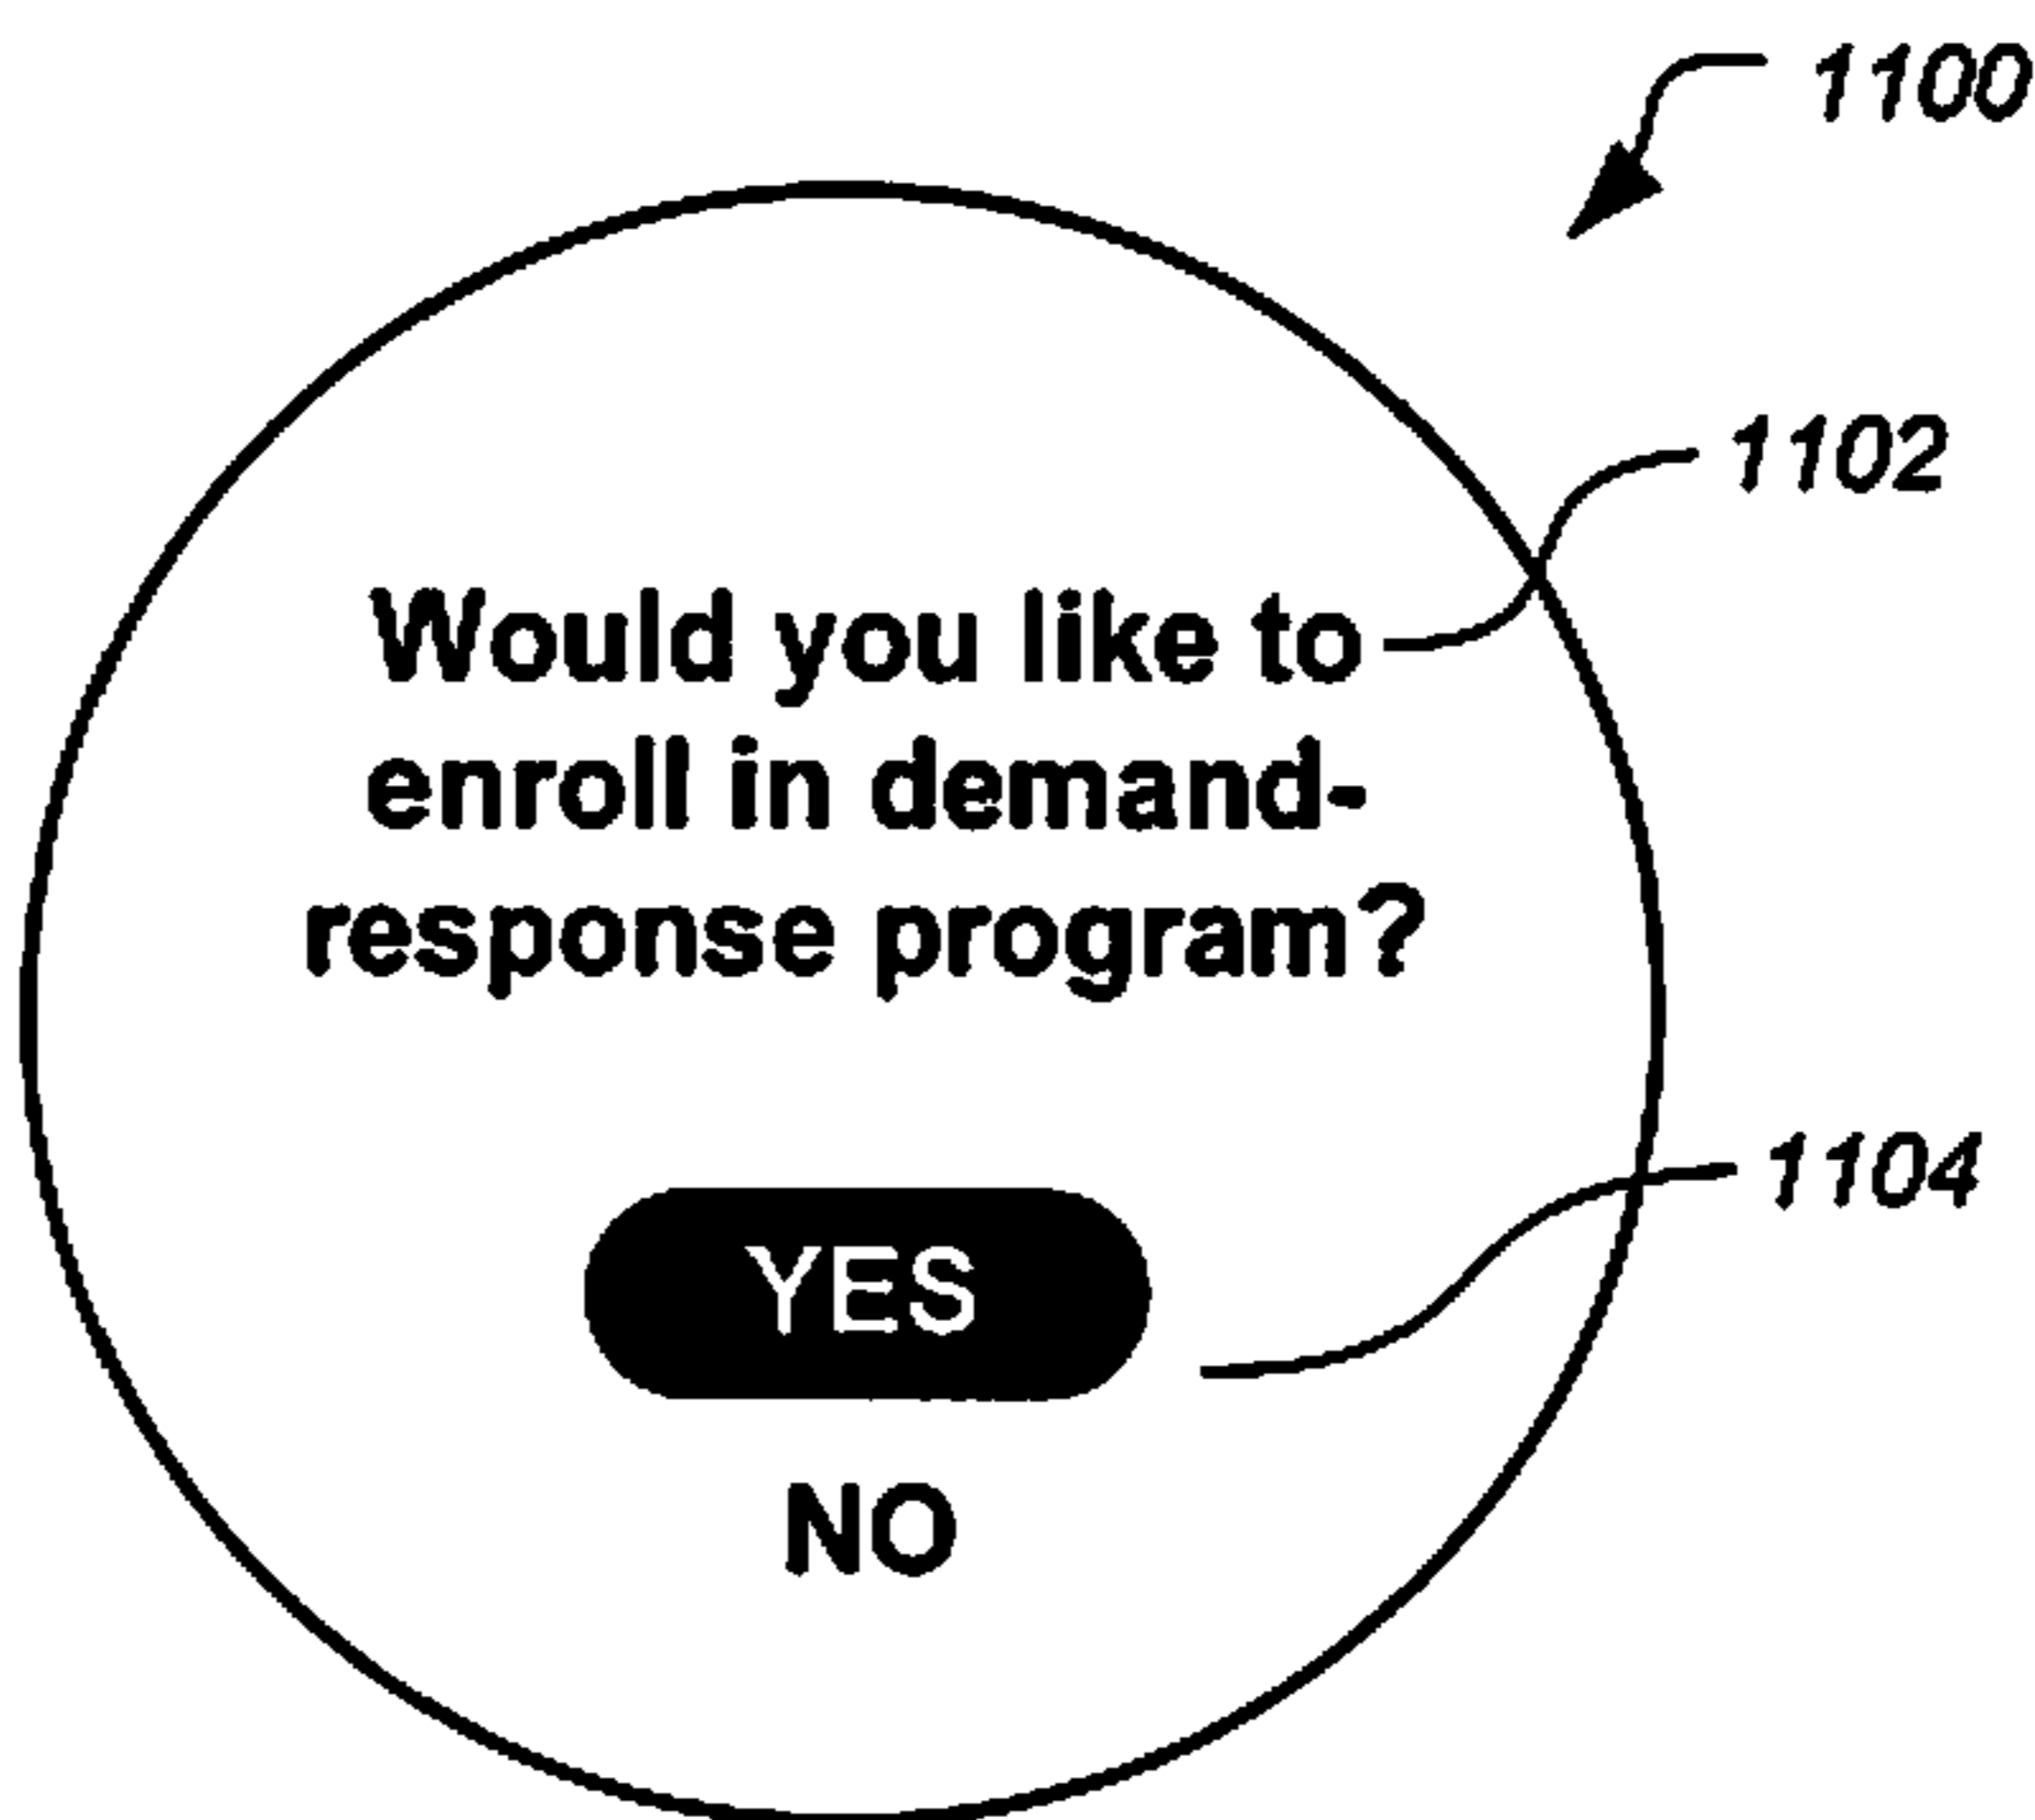 1100
1102
Would you like to
enroll in demand-
response program?
1104
YES
NO